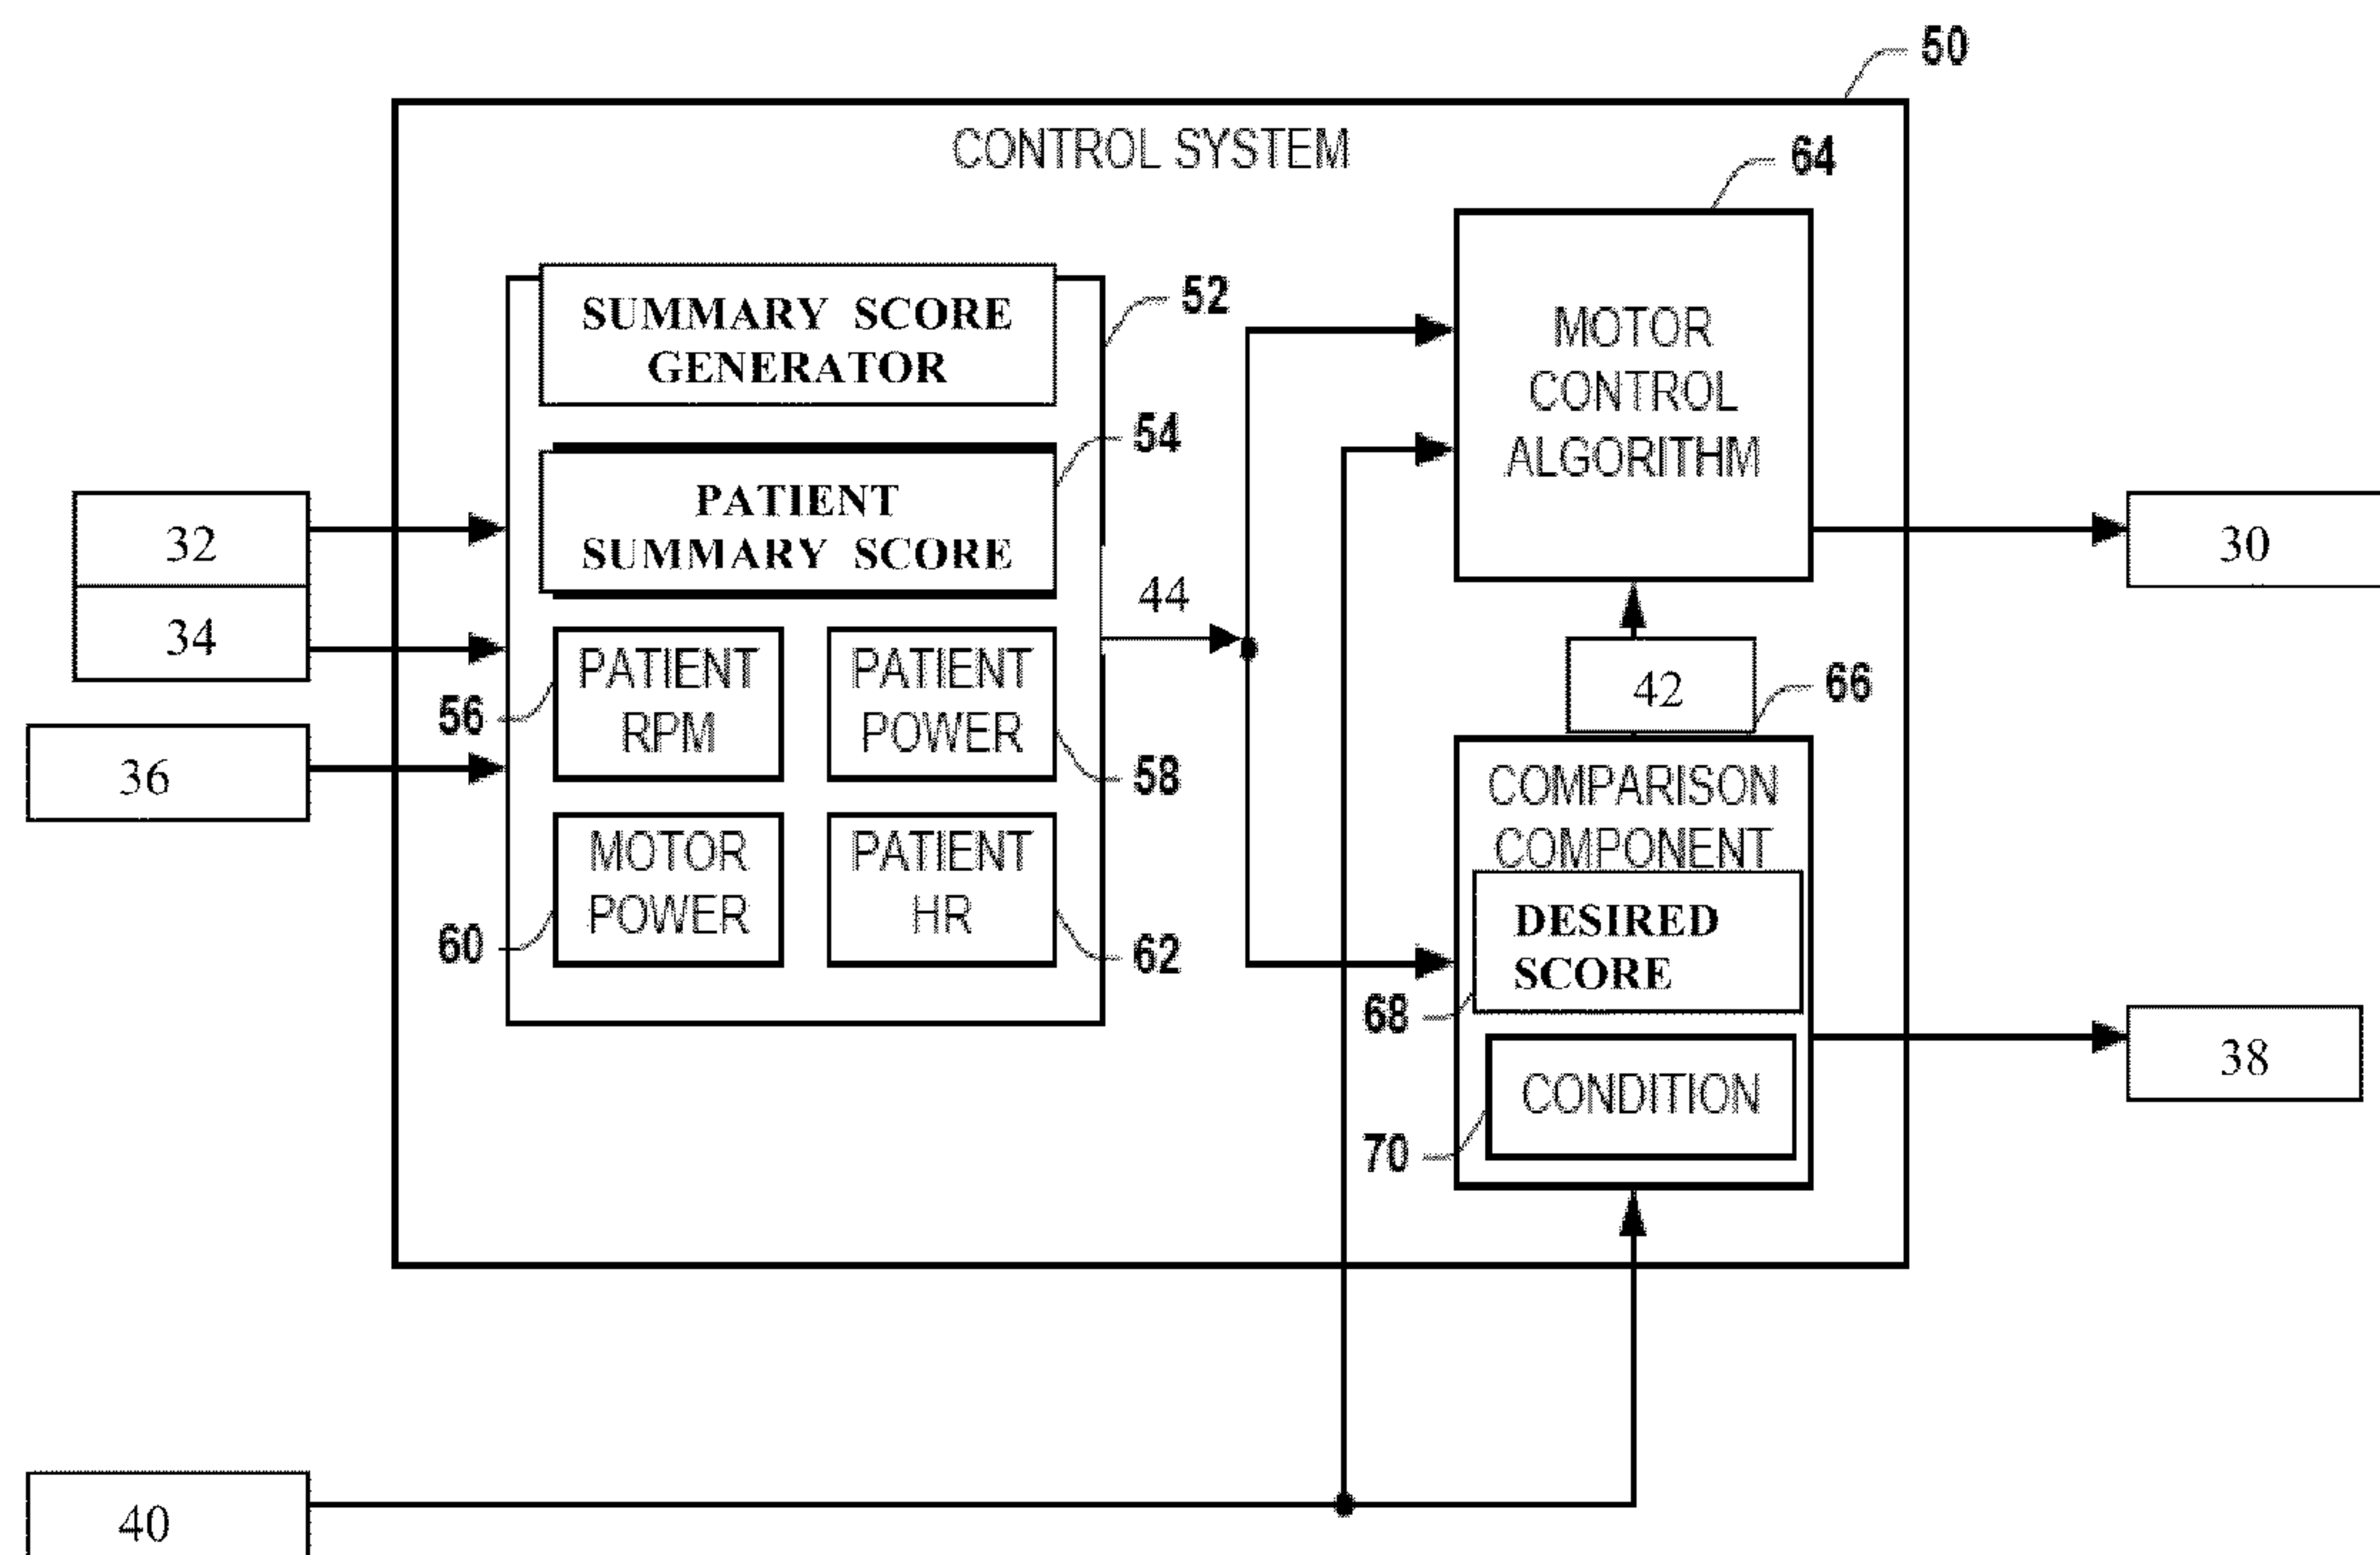 50
CONTROL SYSTEM
64
SUMMARY SCORE
GENERATOR
52
MOTOR
CONTROL
ALGORITHM
54
PATIENT
SUMMARY SCORE
32
34
30
44
PATIENT
RPM
56
PATIENT
POWER
58
42
66
36
COMPARISON
COMPONENT
MOTOR
POWER
60
PATIENT
HR
62
DESIRED
SCORE
68
38
CONDITION
70
40